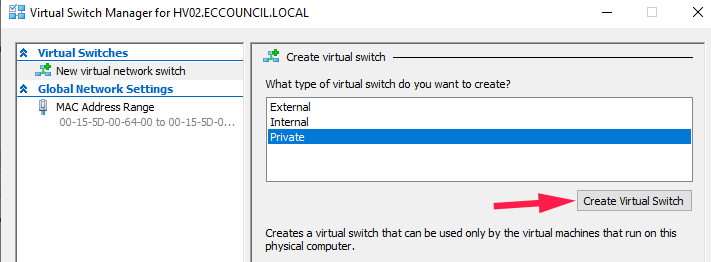 Virtual Switch Manager for HV02.ECCOUNCIL.LOCAL
Virtual Switches
New virtual network switch
Global Network Settings
MAC Address Range
00-15-5D-00-64-00 to 00-15-5D-0...
Create virtual switch
What type of virtual switch do you want to create?
External
Internal
Private
Create Virtual Switch
Creates a virtual switch that can be used only by the virtual machines that run on this
physical computer.